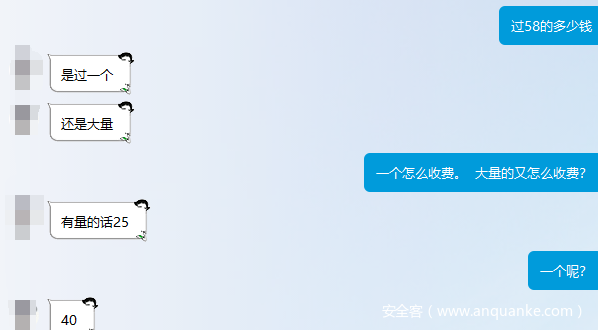 过58的多少钱
是过一个
还是大量
一个怎么收费。 大量的又怎么收费?
有量的话25
一个呢?
40
安全客（www.anquanke.com）